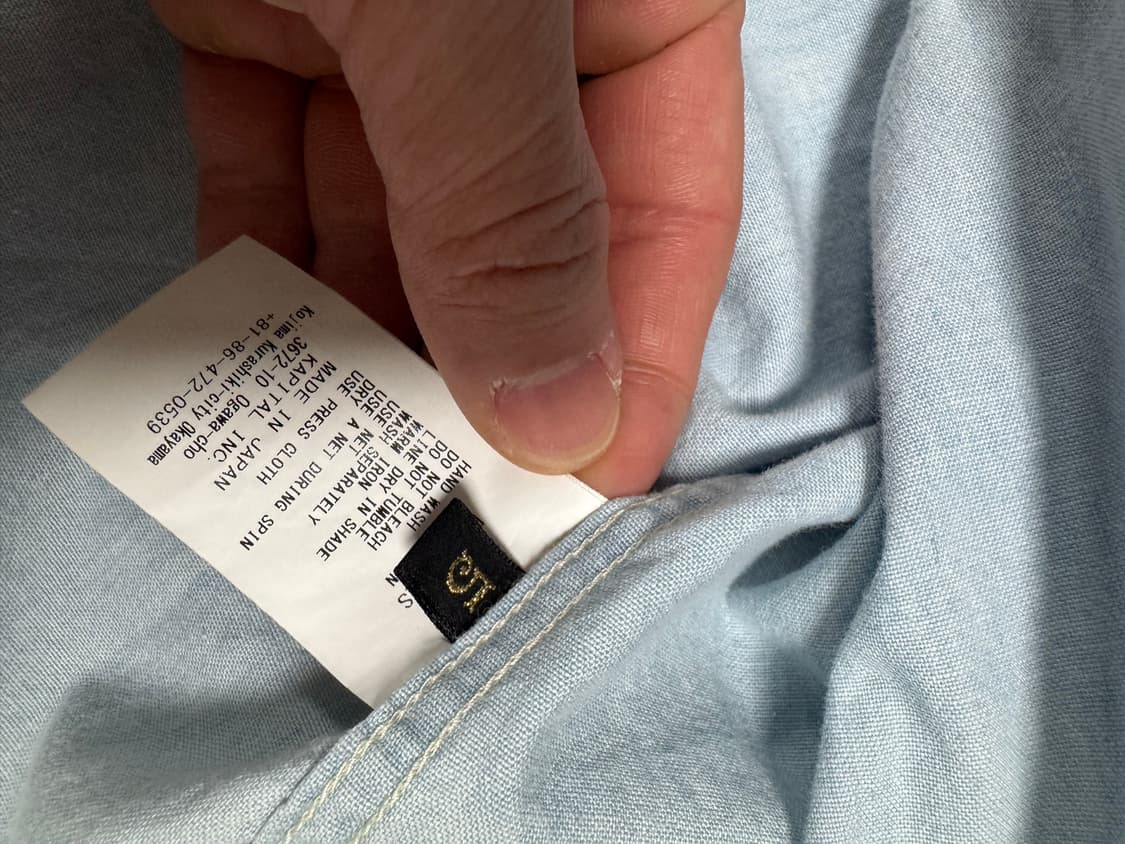 HAND WASH
DO NOT BLEACH
DO NOT TUMBLE
LINE DRY IN SHADE
WARM IRON
WASH SEPARATELY
USE A NET DURING SPIN
DRY
USE PRESS CLOTH
MADE IN JAPAN
KAPITAL INC
3672-10 Ogawa-cho
Kojima Kurashiki-city Okayama
+81-86-472-0539